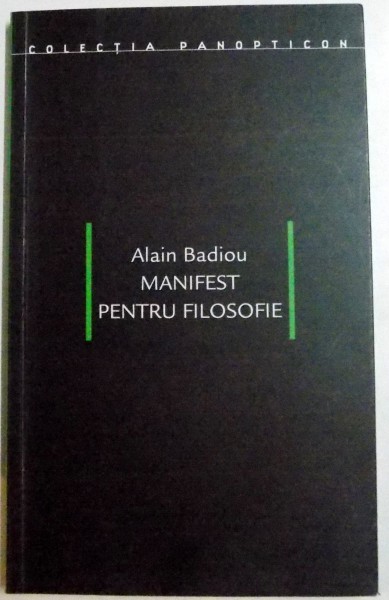 COLECȚIA PANOPTICON
Alain Badiou
MANIFEST
PENTRU FILOSOFIE